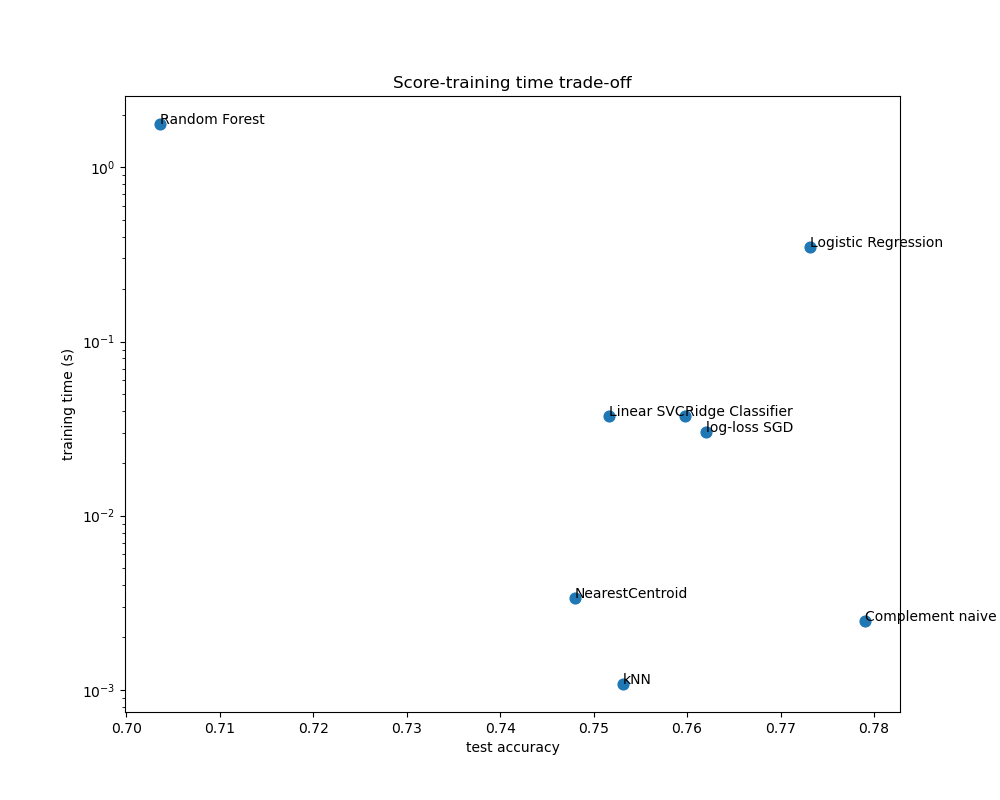 Score-training time trade-off
Random Forest
Logistic Regression
Linear SVC
Ridge Classifier
log-loss SGD
NearestCentroid
Complement naive
kNN
training time (s)
10⁰
10⁻¹
10⁻²
10⁻³
0.70 0.71 0.72 0.73 0.74 0.75 0.76 0.77 0.78
test accuracy